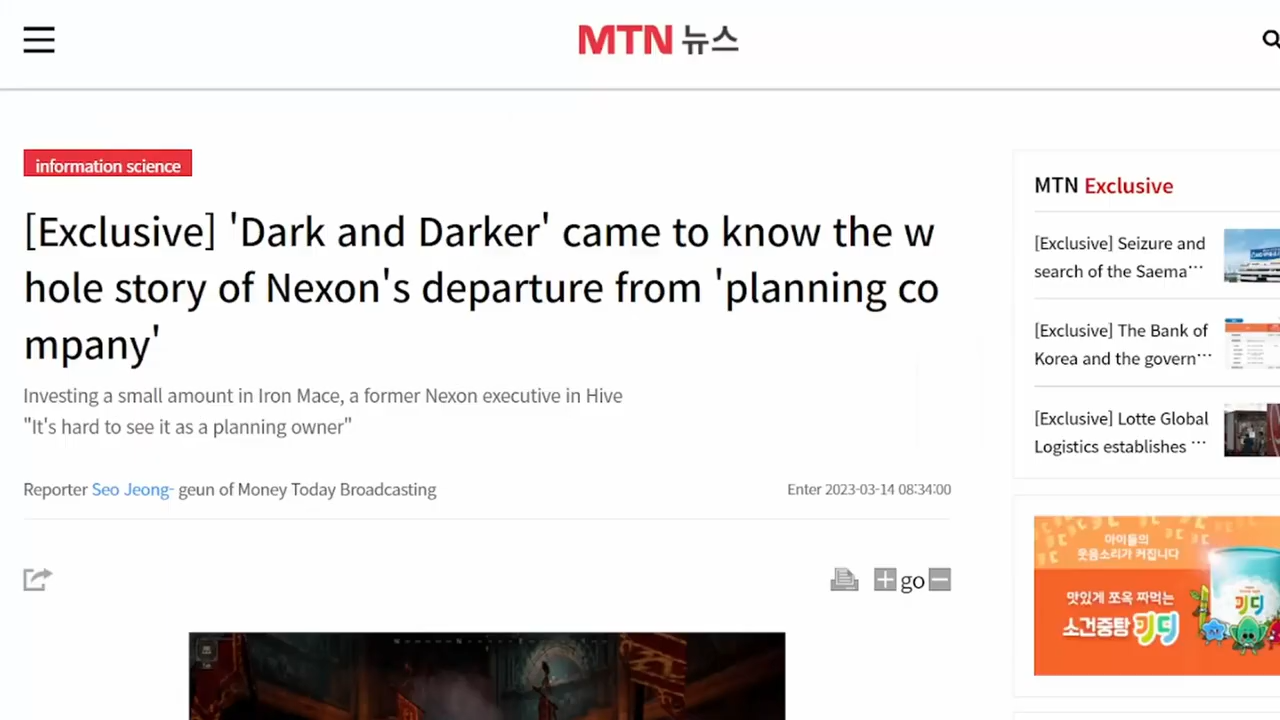 MTN 뉴스
information science
[Exclusive] 'Dark and Darker' came to know the w
hole story of Nexon's departure from 'planning co
mpany'
Investing a small amount in Iron Mace, a former Nexon executive in Hive
"It's hard to see it as a planning owner"
Reporter Seo Jeong- geun of Money Today Broadcasting
Enter 2023-03-14 08:34:00
go
MTN Exclusive
[Exclusive] Seizure and
search of the Saema…
[Exclusive] The Bank of
Korea and the govern…
[Exclusive] Lotte Global
Logistics establishes …
아이들의
웃음소리가 커집니다
맛있게 쪼옥 짜먹는
소건중탕 키디
키디